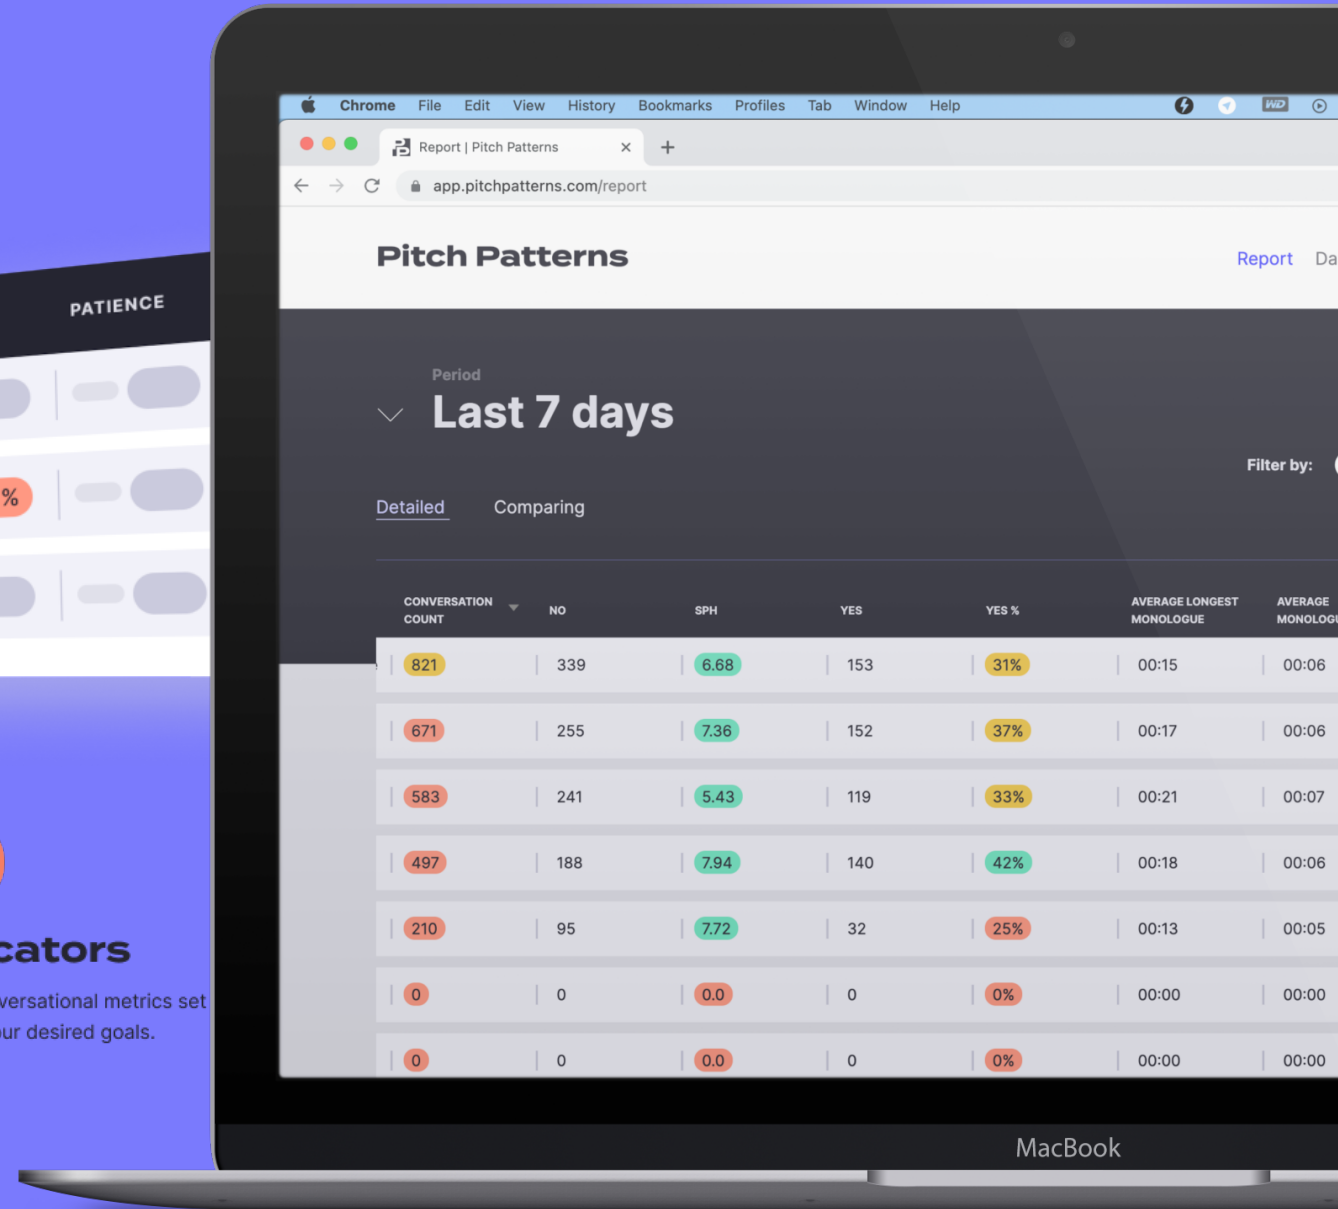 Chrome File Edit View History Bookmarks Profiles Tab Window Help WD
Report | Pitch Patterns
app.pitchpatterns.com/report
Pitch Patterns
Report Da
PATIENCE
Period
Last 7 days
Filter by:
%
Detailed Comparing
CONVERSATION COUNT NO SPH YES YES % AVERAGE LONGEST MONOLOGUE AVERAGE MONOLOGU
821 339 6.68 153 31% 00:15 00:06
671 255 7.36 152 37% 00:17 00:06
583 241 5.43 119 33% 00:21 00:07
497 188 7.94 140 42% 00:18 00:06
210 95 7.72 32 25% 00:13 00:05
0 0 0.0 0 0% 00:00 00:00
0 0 0.0 0 0% 00:00 00:00
cators
versational metrics set
our desired goals.
MacBook